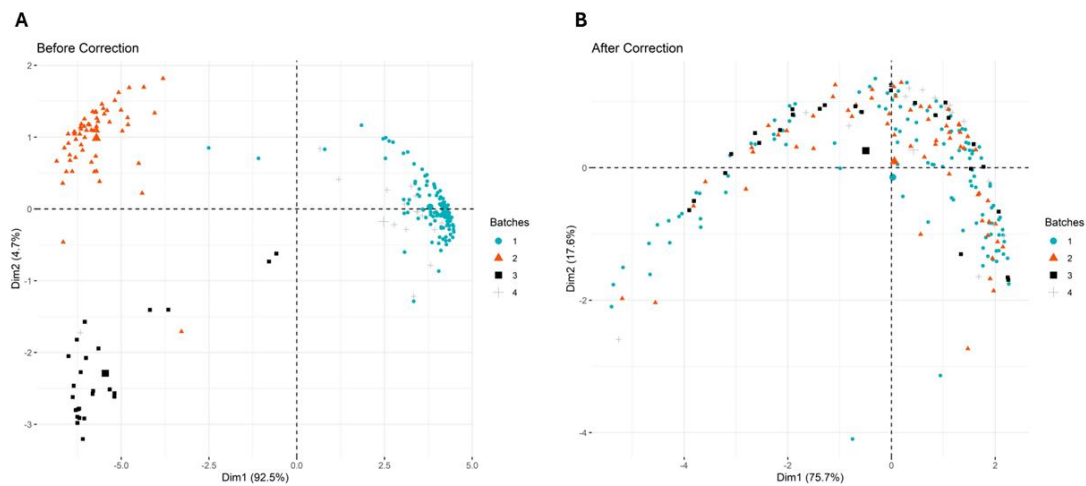 A
Before Correction
2
1
0
-1
-2
-3
Dim2 (4.7%)
-5.0
-2.5
0.0
2.5
5.0
Dim1 (92.5%)
Batches
1
2
3
4
B
After Correction
0
-2
-4
Dim2 (17.6%)
-4
-2
0
2
Dim1 (75.7%)
Batches
1
2
3
4